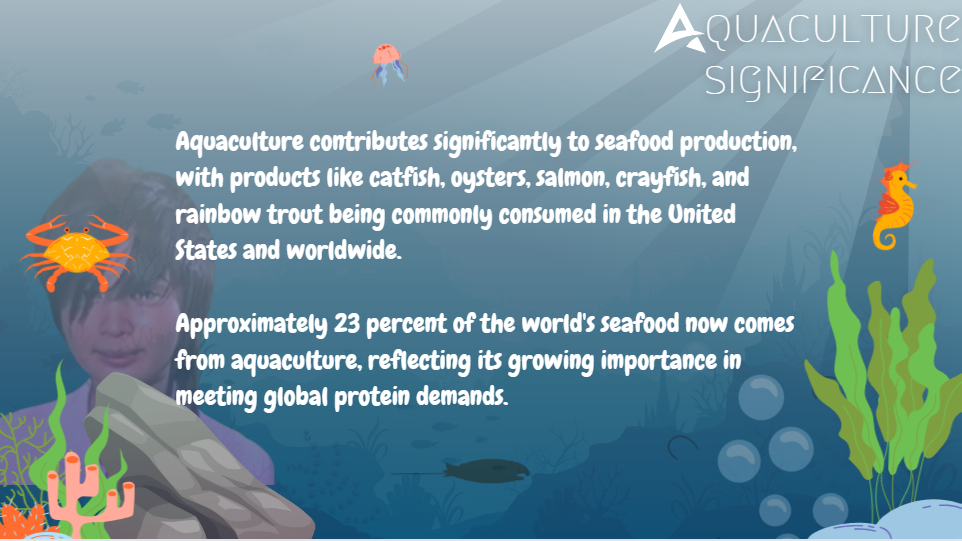 AQUACULTURE
SIGNIFICANCE
Aquaculture contributes significantly to seafood production,
with products like catfish, oysters, salmon, crayfish, and
rainbow trout being commonly consumed in the United
States and worldwide.
Approximately 23 percent of the world's seafood now comes
from aquaculture, reflecting its growing importance in
meeting global protein demands.